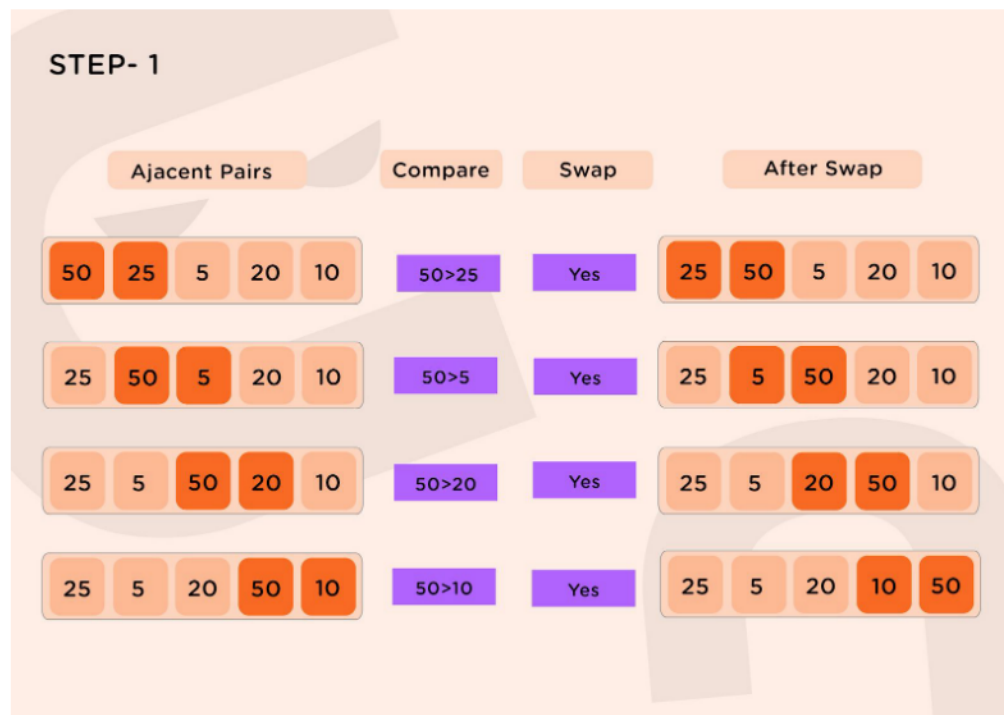 STEP- 1
Ajacent Pairs Compare Swap After Swap
50 25 5 20 10 50>25 Yes 25 50 5 20 10
25 50 5 20 10 50>5 Yes 25 5 50 20 10
25 5 50 20 10 50>20 Yes 25 5 20 50 10
25 5 20 50 10 50>10 Yes 25 5 20 10 50